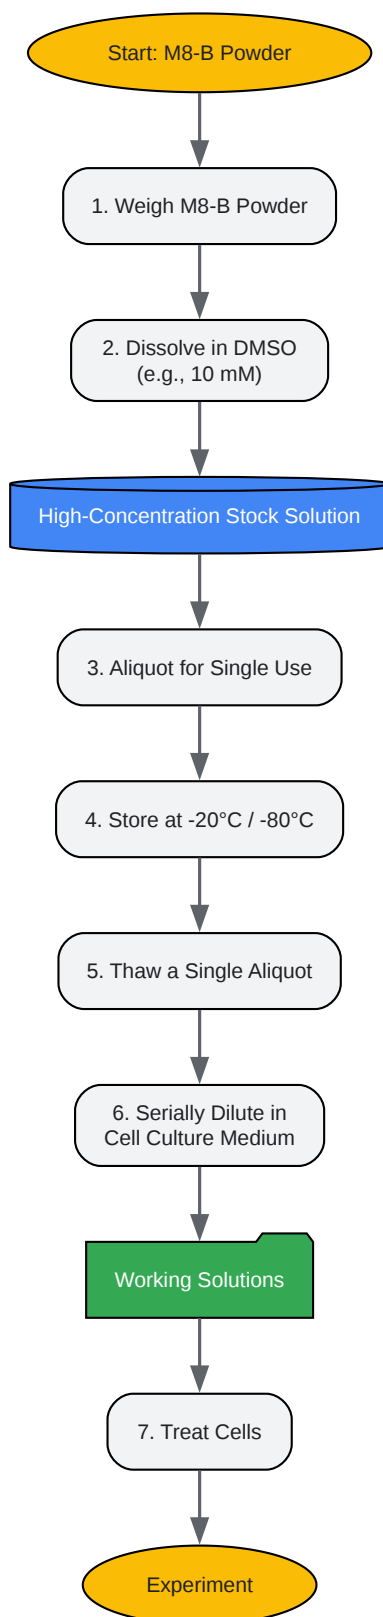 Start: M8-B Powder
1. Weigh M8-B Powder
2. Dissolve in DMSO
(e.g., 10 mM)
High-Concentration Stock Solution
3. Aliquot for Single Use
4. Store at -20°C / -80°C
5. Thaw a Single Aliquot
6. Serially Dilute in
Cell Culture Medium
Working Solutions
7. Treat Cells
Experiment